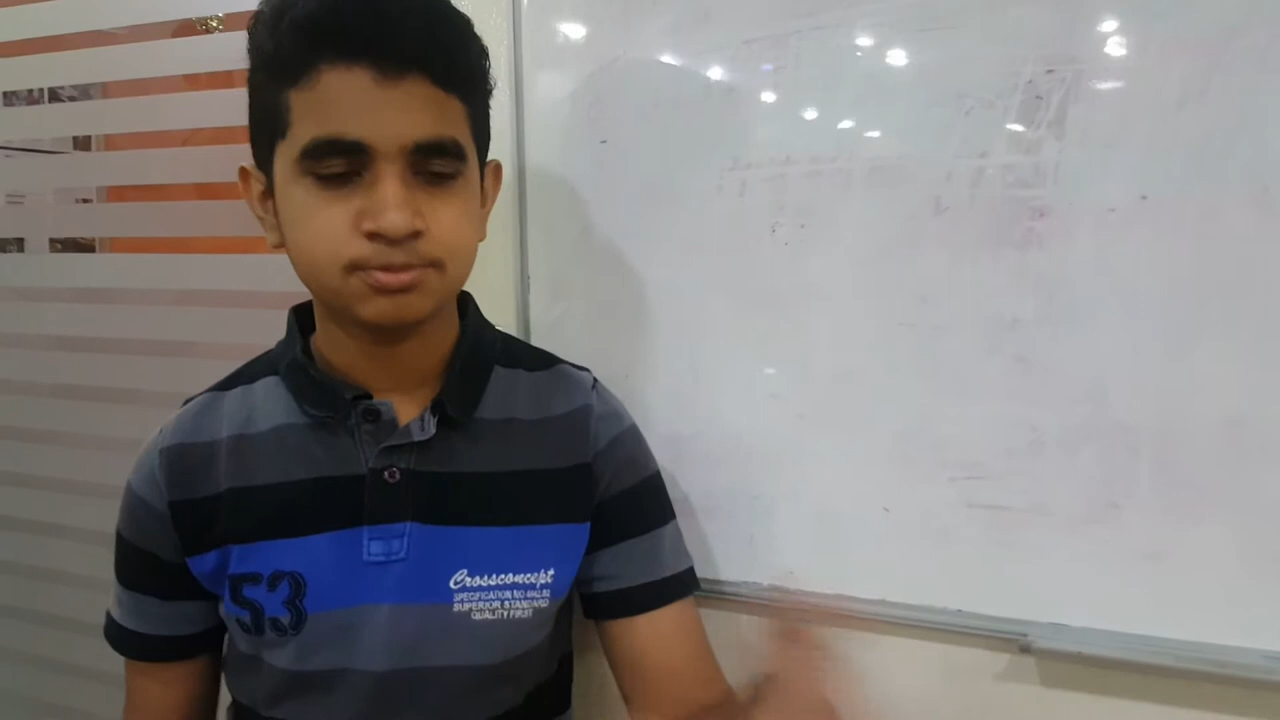 53
Crossconcept
SPECIFICATION NO
SUPERIOR STANDARD
QUALITY FIRST